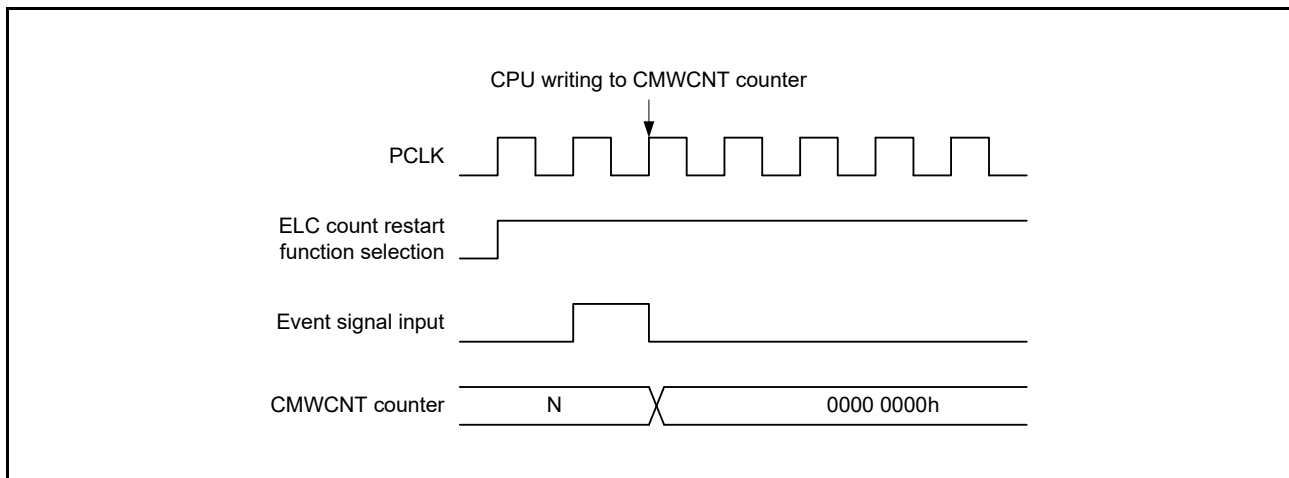 CPU writing to CMWCNT counter
PCLK
ELC count restart
function selection
Event signal input
CMWCNT counter
N
0000 0000h